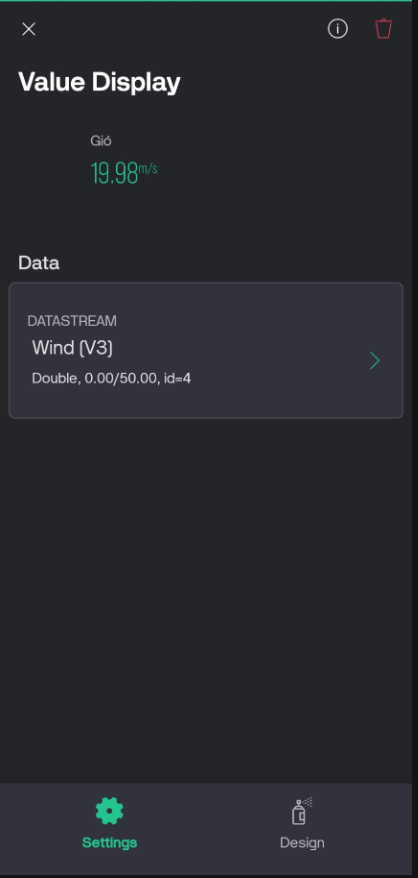 Value Display
Gió
19.98m/s
Data
DATASTREAM
Wind (V3)
Double, 0.00/50.00, id=4
Settings
Design